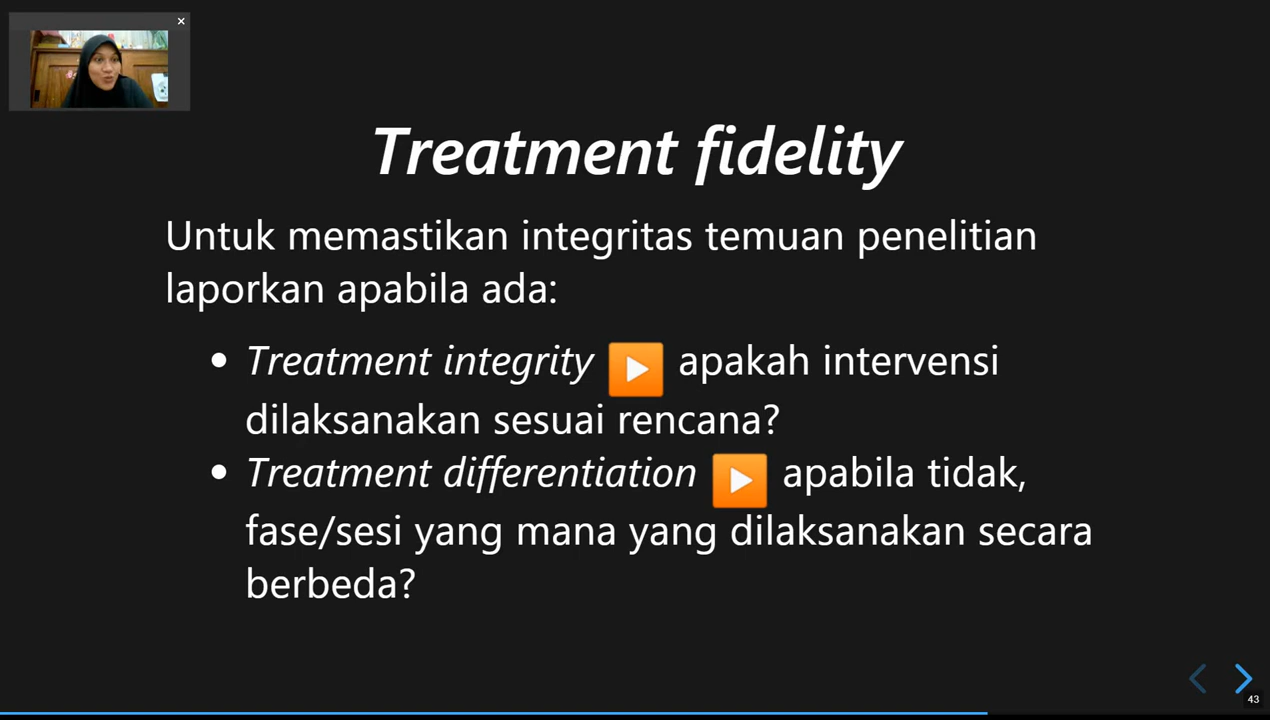 Treatment fidelity
Untuk memastikan integritas temuan penelitian
laporkan apabila ada:
• Treatment integrity ▶ apakah intervensi
dilaksanakan sesuai rencana?
• Treatment differentiation ▶ apabila tidak,
fase/sesi yang mana yang dilaksanakan secara
berbeda?
43